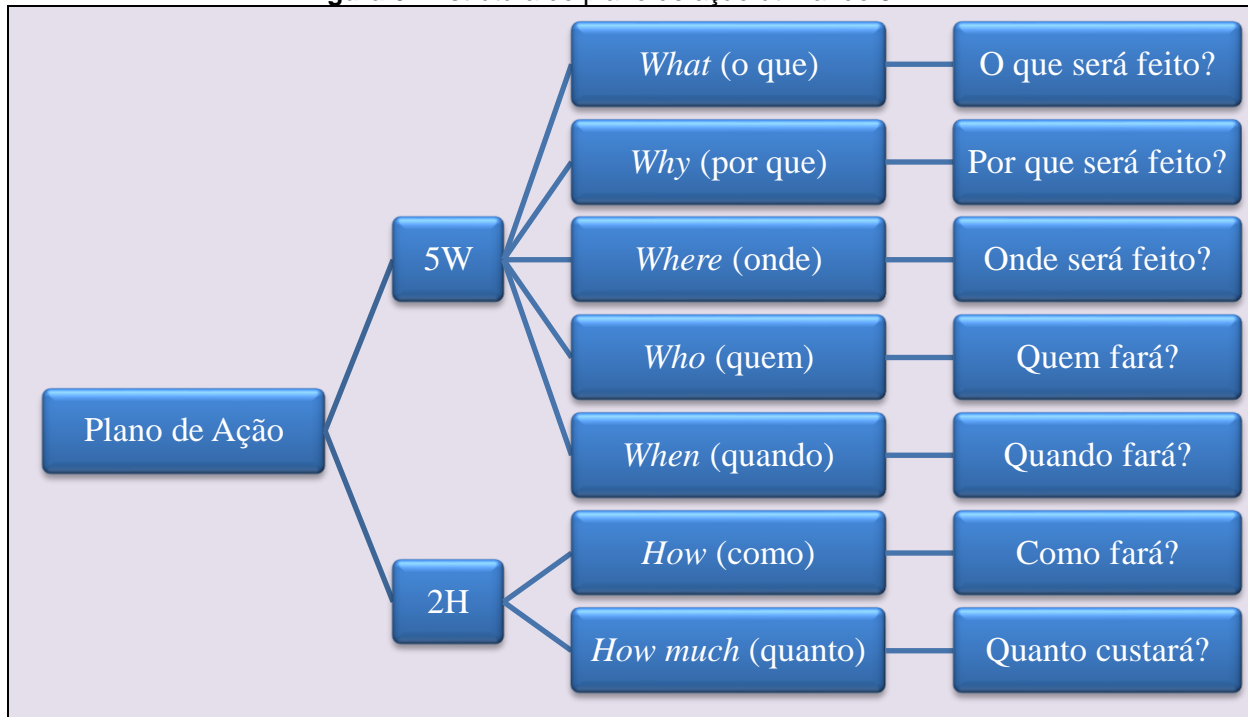 What (o que)
O que será feito?
Why (por que)
Por que será feito?
5W
Where (onde)
Onde será feito?
Who (quem)
Quem fará?
Plano de Ação
When (quando)
Quando fará?
How (como)
Como fará?
2H
How much (quanto)
Quanto custará?